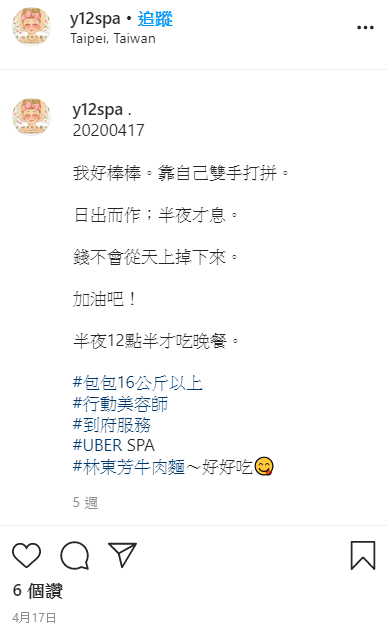 y12spa • 追蹤
Taipei, Taiwan
y12spa .
20200417
我好棒棒。靠自己雙手打拼。
日出而作；半夜才息。
錢不會從天上掉下來。
加油吧！
半夜12點半才吃晚餐。
#包包16公斤以上
#行動美容師
#到府服務
#UBER SPA
#林東芳牛肉麵～好好吃😋
5 週
6 個讚
4月17日